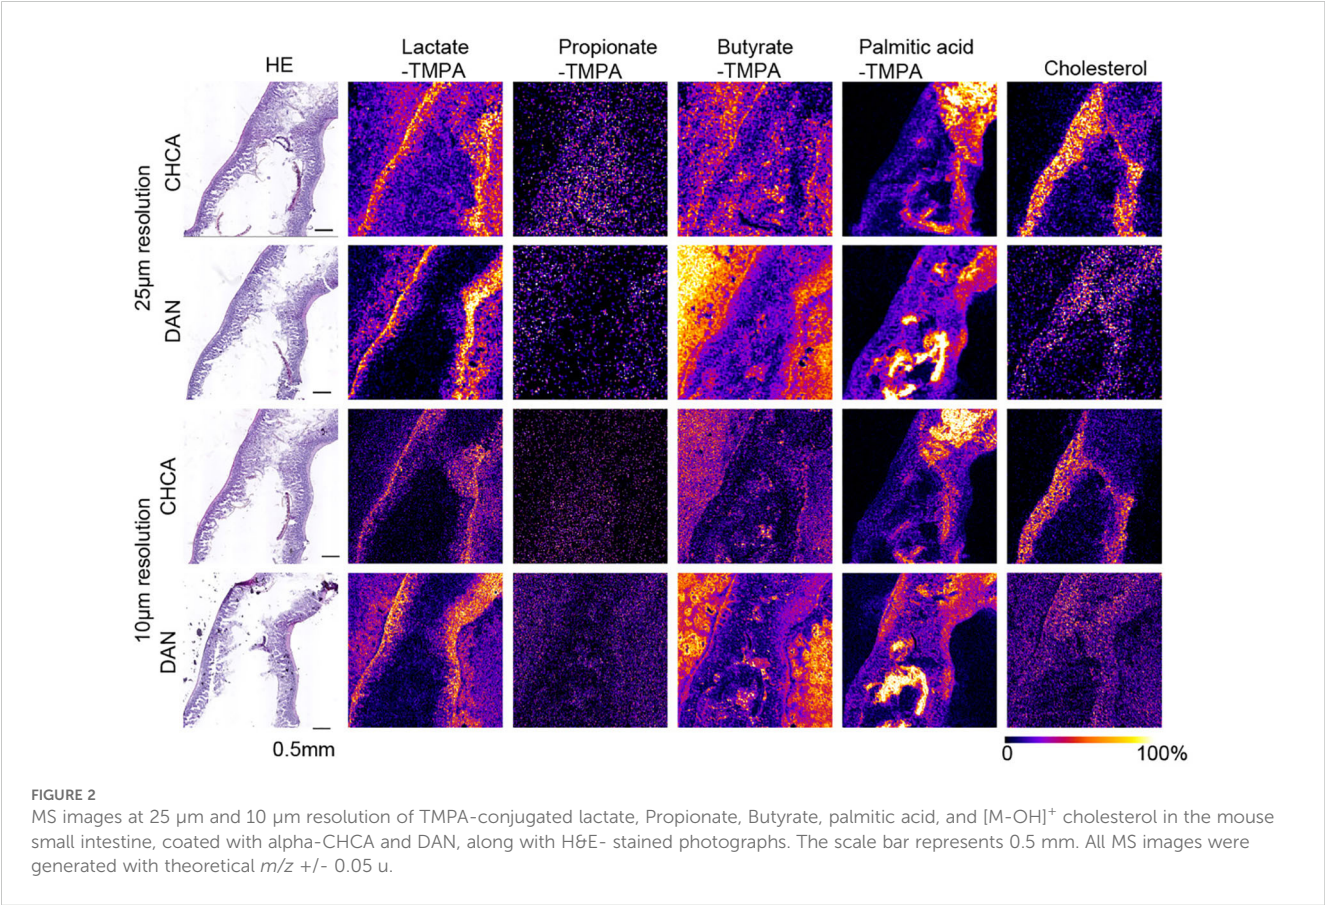 HE
Lactate
-TMPA
Propionate
-TMPA
Butyrate
-TMPA
Palmitic acid
-TMPA
Cholesterol
25μm resolution
CHCA
DAN
10μm resolution
CHCA
DAN
0.5mm
0
100%
FIGURE 2
MS images at 25 μm and 10 μm resolution of TMPA-conjugated lactate, Propionate, Butyrate, palmitic acid, and [M-OH]⁺ cholesterol in the mouse
small intestine, coated with alpha-CHCA and DAN, along with H&E- stained photographs. The scale bar represents 0.5 mm. All MS images were
generated with theoretical m/z +/- 0.05 u.